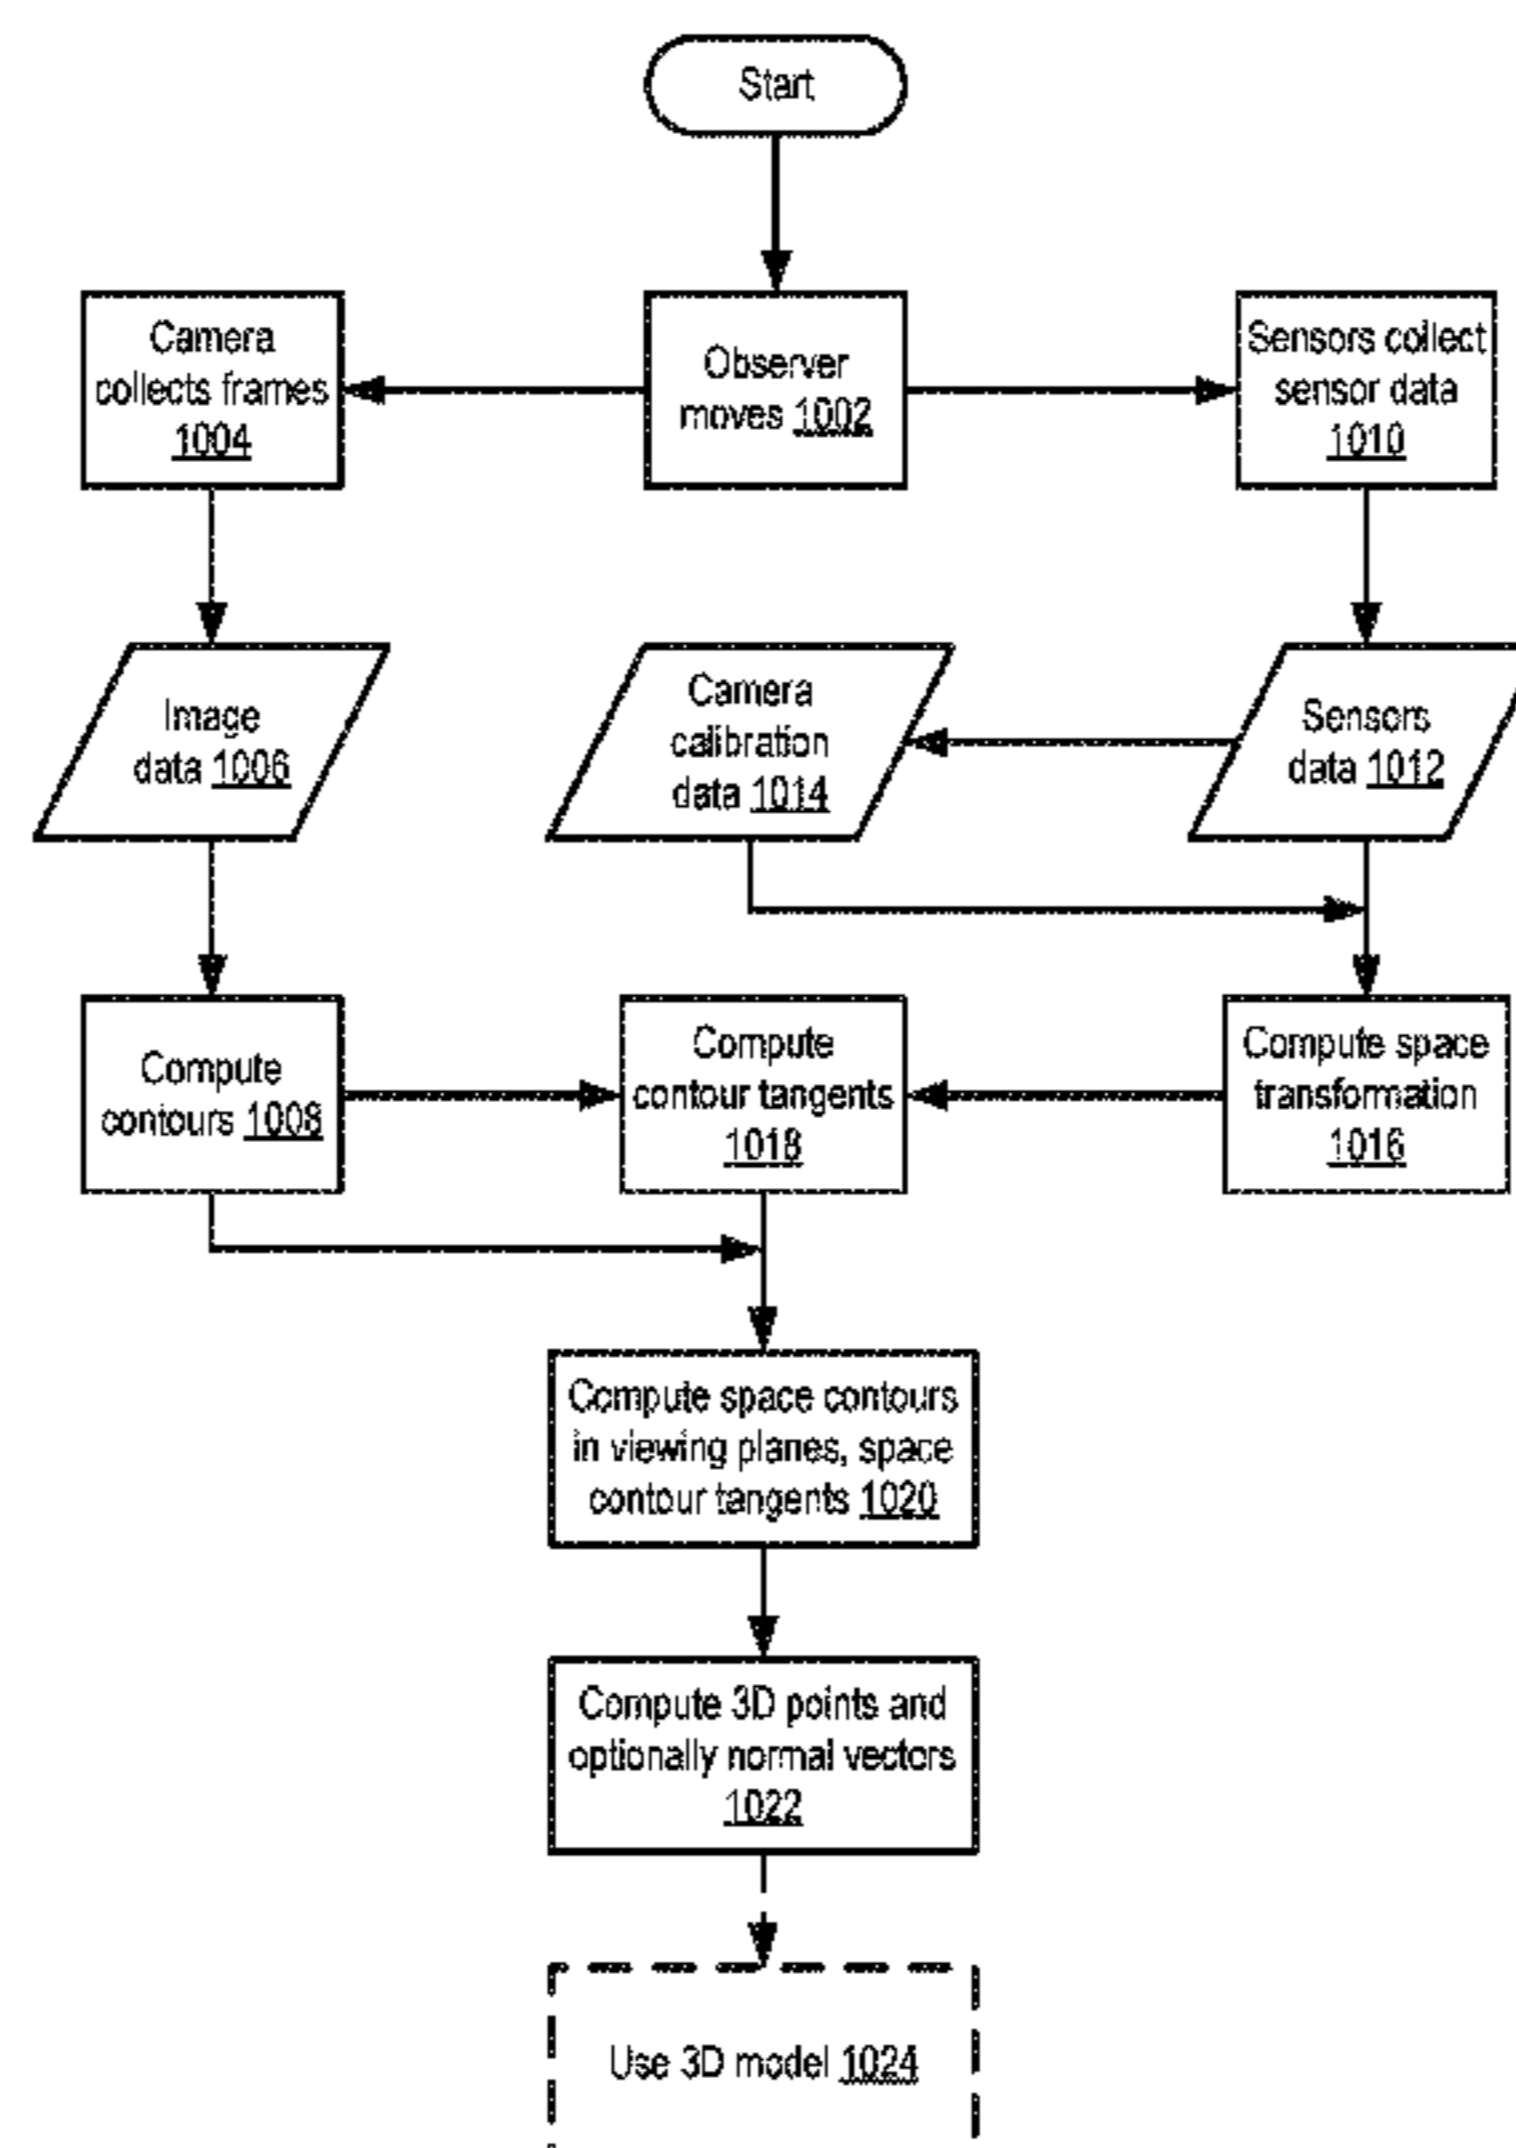 Start
Camera
collects frames
1004
Observer
moves 1002
Sensors collect
sensor data
1010
Image
data 1006
Camera
calibration
data 1014
Sensors
data 1012
Compute
contours 1008
Compute
contour tangents
1018
Compute space
transformation
1016
Compute space contours
in viewing planes, space
contour tangents 1020
Compute 3D points and
optionally normal vectors
1022
Use 3D model 1024